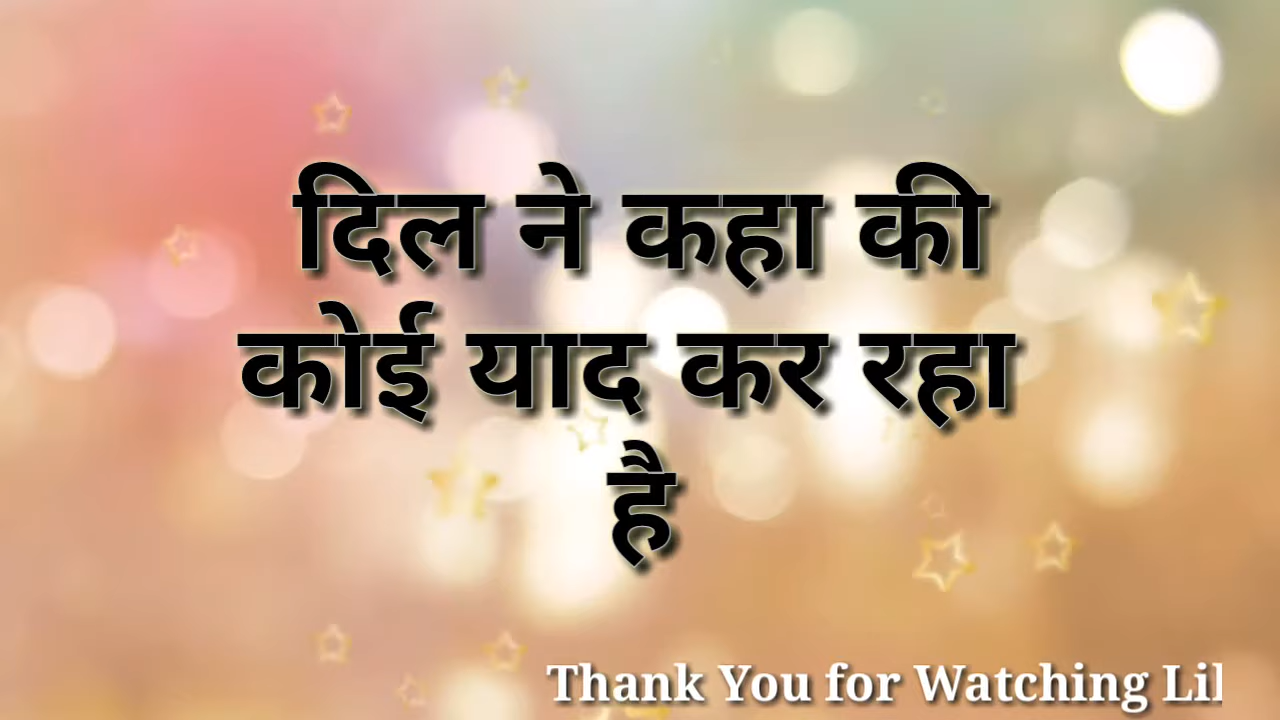 दिल ने कहा की
कोई याद कर रहा
है
Thank You for Watching